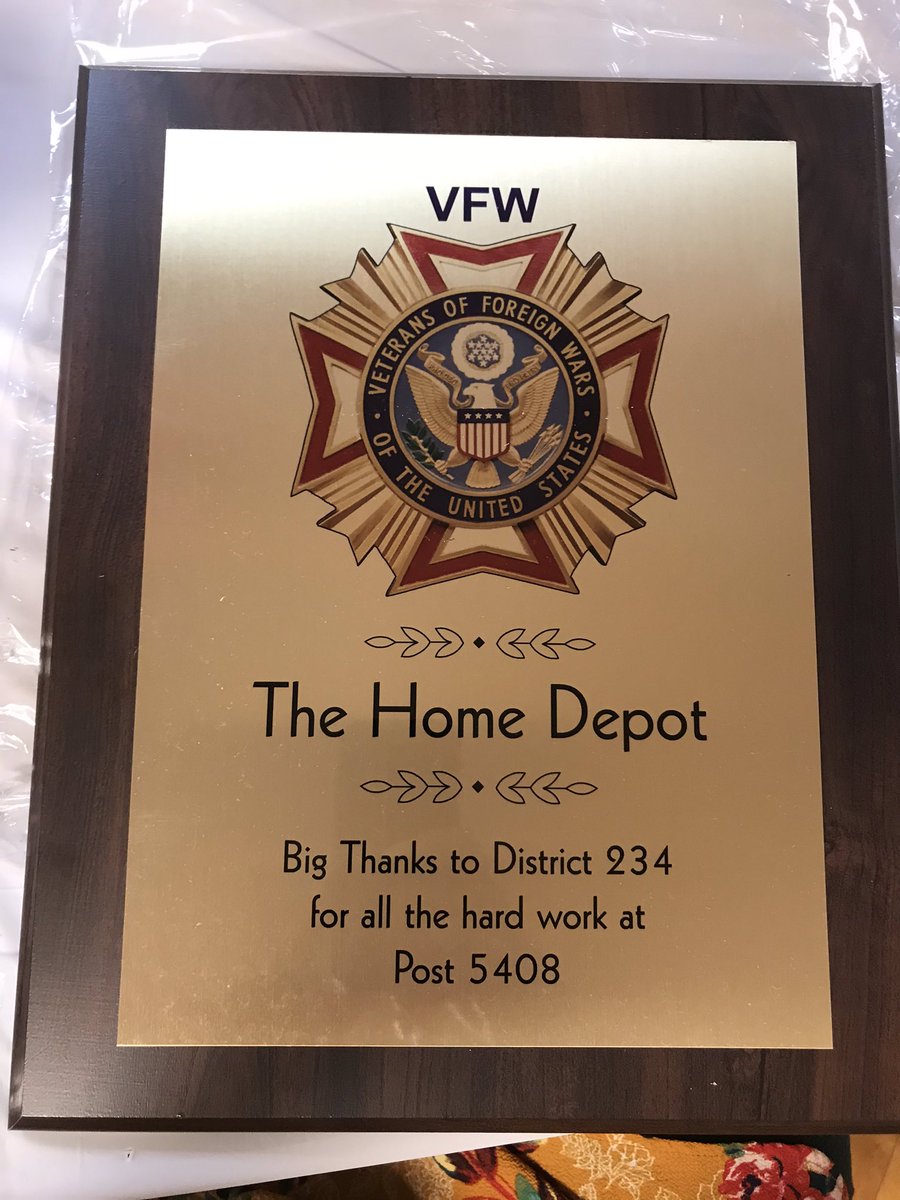 VFW
VETERANS OF FOREIGN WARS
OF THE UNITED STATES
The Home Depot
Big Thanks to District 234
for all the hard work at
Post 5408